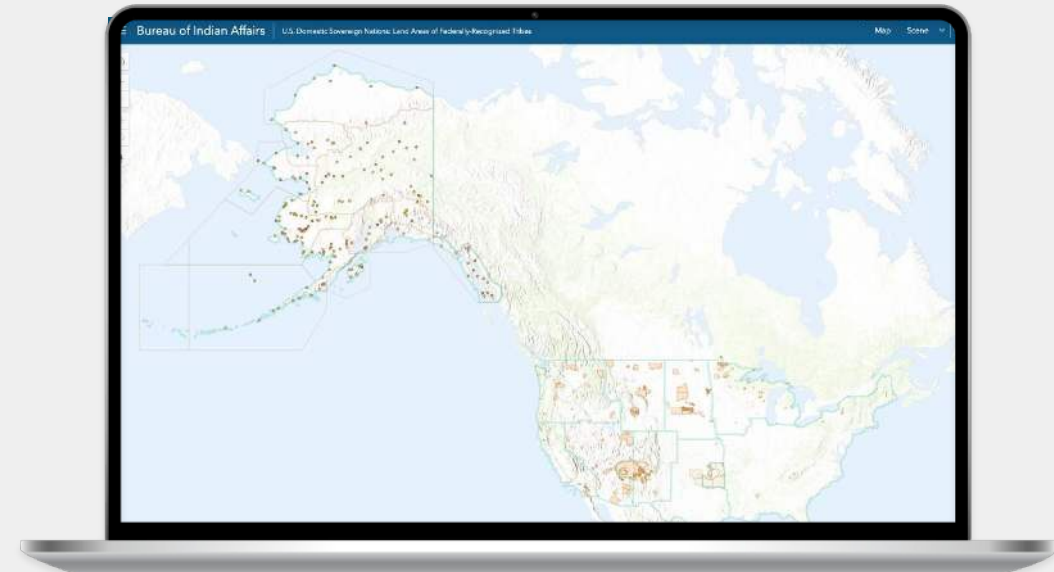 Bureau of Indian Affairs
U.S. Domestic Sovereign Nations: Land Areas of Federally-Recognized Tribes
Map Scene